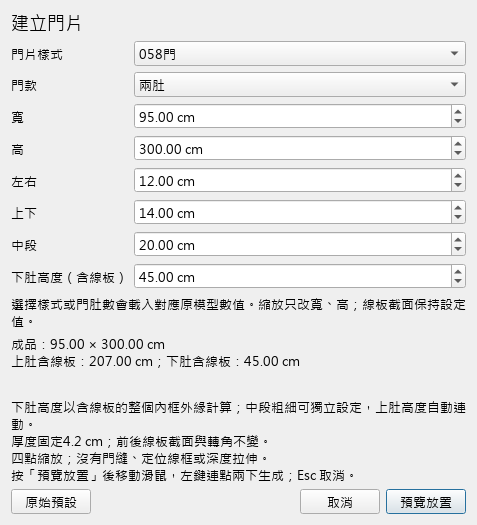 建立門片
門片樣式 058門
門款 兩肚
寬 95.00 cm
高 300.00 cm
左右 12.00 cm
上下 14.00 cm
中段 20.00 cm
下肚高度（含線板） 45.00 cm
選擇樣式或門肚數會載入對應原模型數值。縮放只改寬、高；線板截面保持設定
值。
成品：95.00 × 300.00 cm
上肚含線板：207.00 cm；下肚含線板：45.00 cm
下肚高度以含線板的整個內框外緣計算；中段粗細可獨立設定，上肚高度自動連
動。
厚度固定4.2 cm；前後線板截面與轉角不變。
四點縮放；沒有門縫、定位線框或深度拉伸。
按「預覽放置」後移動滑鼠，左鍵連點兩下生成；Esc 取消。
原始預設 取消 預覽放置